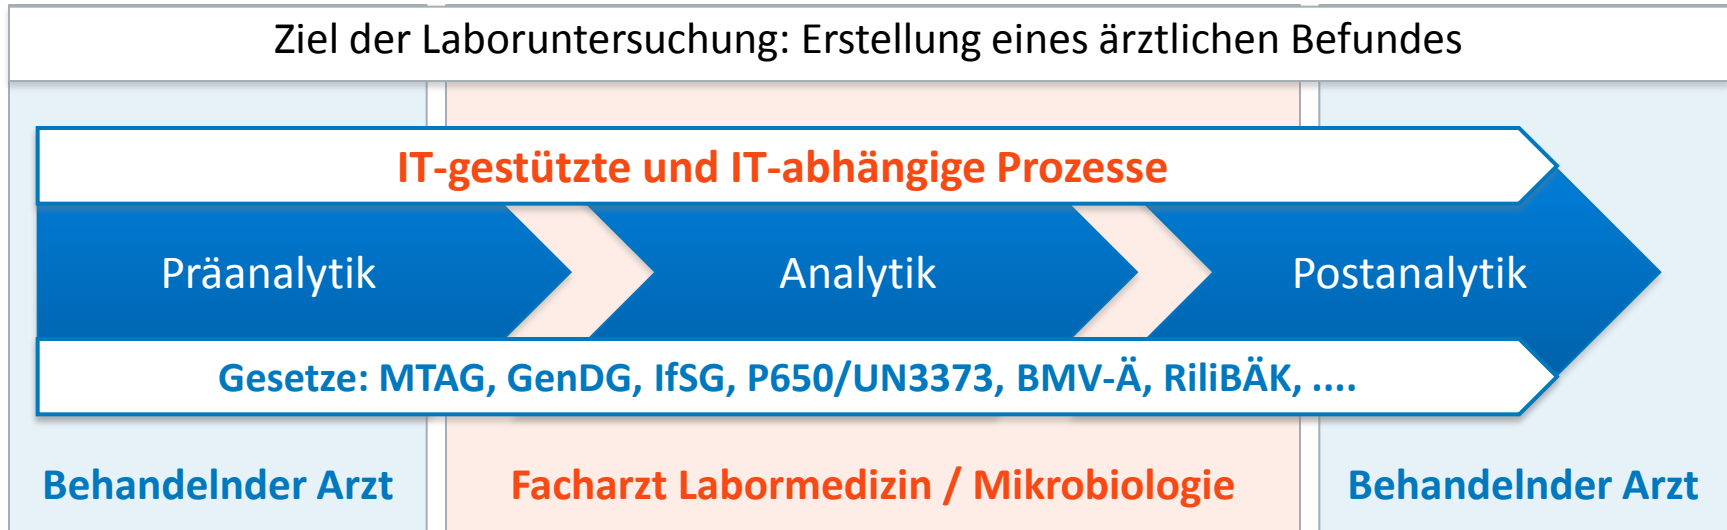 Ziel der Laboruntersuchung: Erstellung eines ärztlichen Befundes
IT-gestützte und IT-abhängige Prozesse
Präanalytik
Analytik
Postanalytik
Gesetze: MTAG, GenDG, IfSG, P650/UN3373, BMV-Ä, RiliBÄK, ....
Behandelnder Arzt
Facharzt Labormedizin / Mikrobiologie
Behandelnder Arzt